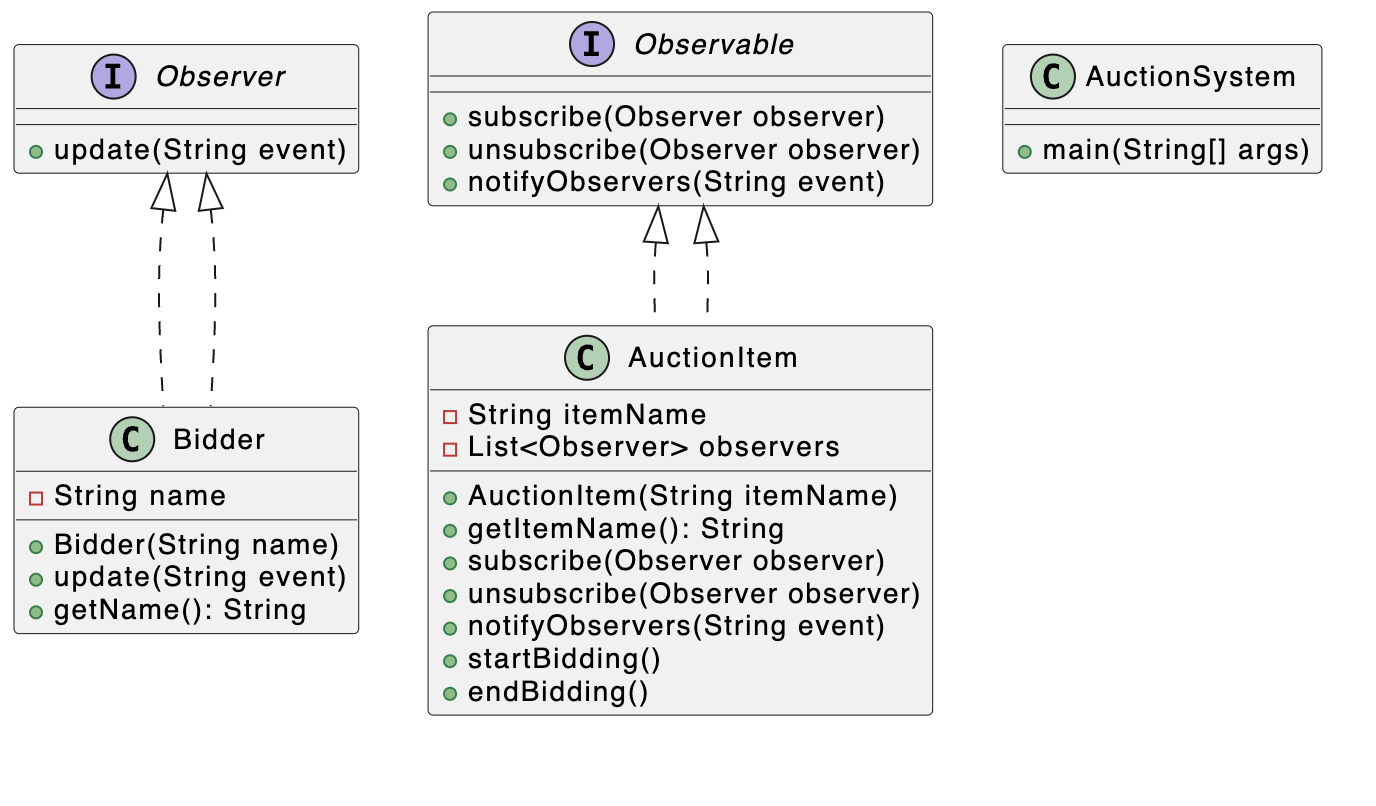 I Observer
update(String event)
I Observable
subscribe(Observer observer)
unsubscribe(Observer observer)
notifyObservers(String event)
C AuctionSystem
main(String[] args)
C Bidder
String name
Bidder(String name)
update(String event)
getName(): String
C AuctionItem
String itemName
List<Observer> observers
AuctionItem(String itemName)
getItemName(): String
subscribe(Observer observer)
unsubscribe(Observer observer)
notifyObservers(String event)
startBidding()
endBidding()